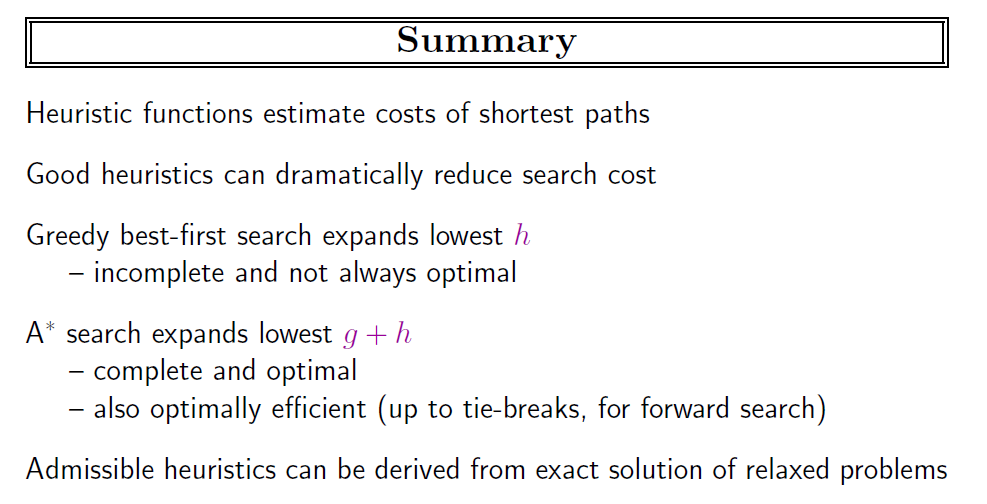 Summary
Heuristic functions estimate costs of shortest paths
Good heuristics can dramatically reduce search cost
Greedy best-first search expands lowest h
– incomplete and not always optimal
A* search expands lowest g + h
– complete and optimal
– also optimally efficient (up to tie-breaks, for forward search)
Admissible heuristics can be derived from exact solution of relaxed problems